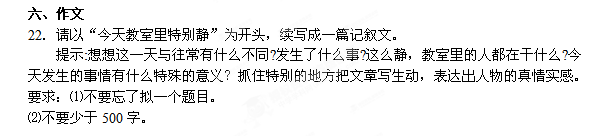 六、作文
22．请以“今天教室里特别静”为开头，续写成一篇记叙文。
提示:想想这一天与往常有什么不同?发生了什么事?这么静，教室里的人都在干什么?今
天发生的事情有什么特殊的意义？抓住特别的地方把文章写生动，表达出人物的真情实感。
要求：⑴不要忘了拟一个题目。
⑵不要少于 500 字。